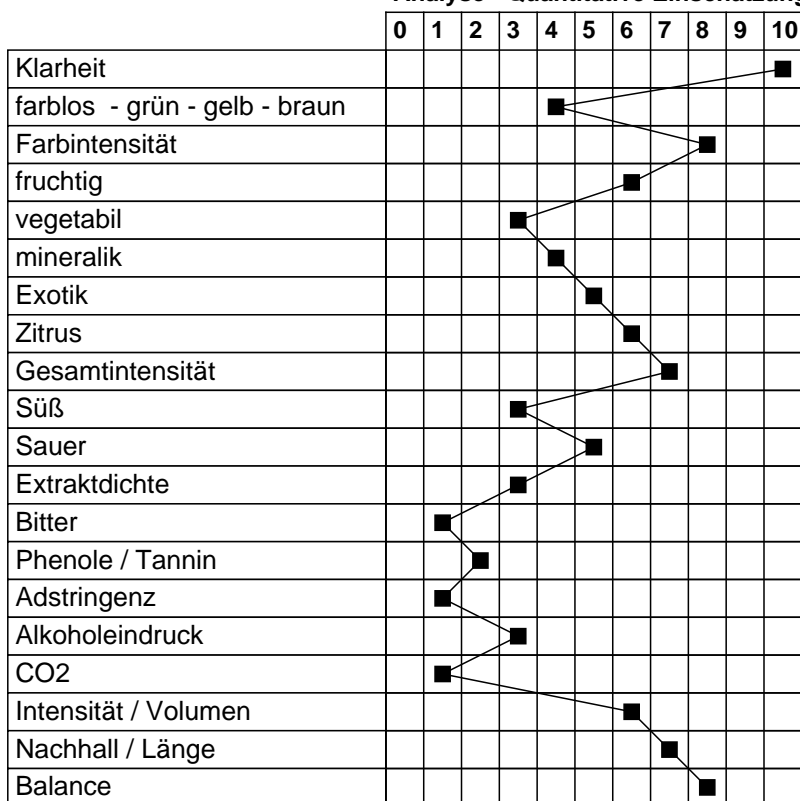 0 1 2 3 4 5 6 7 8 9 10
Klarheit
farblos - grün - gelb - braun
Farbintensität
fruchtig
vegetabil
mineralik
Exotik
Zitrus
Gesamtintensität
Süß
Sauer
Extraktdichte
Bitter
Phenole / Tannin
Adstringenz
Alkoholeindruck
CO2
Intensität / Volumen
Nachhall / Länge
Balance